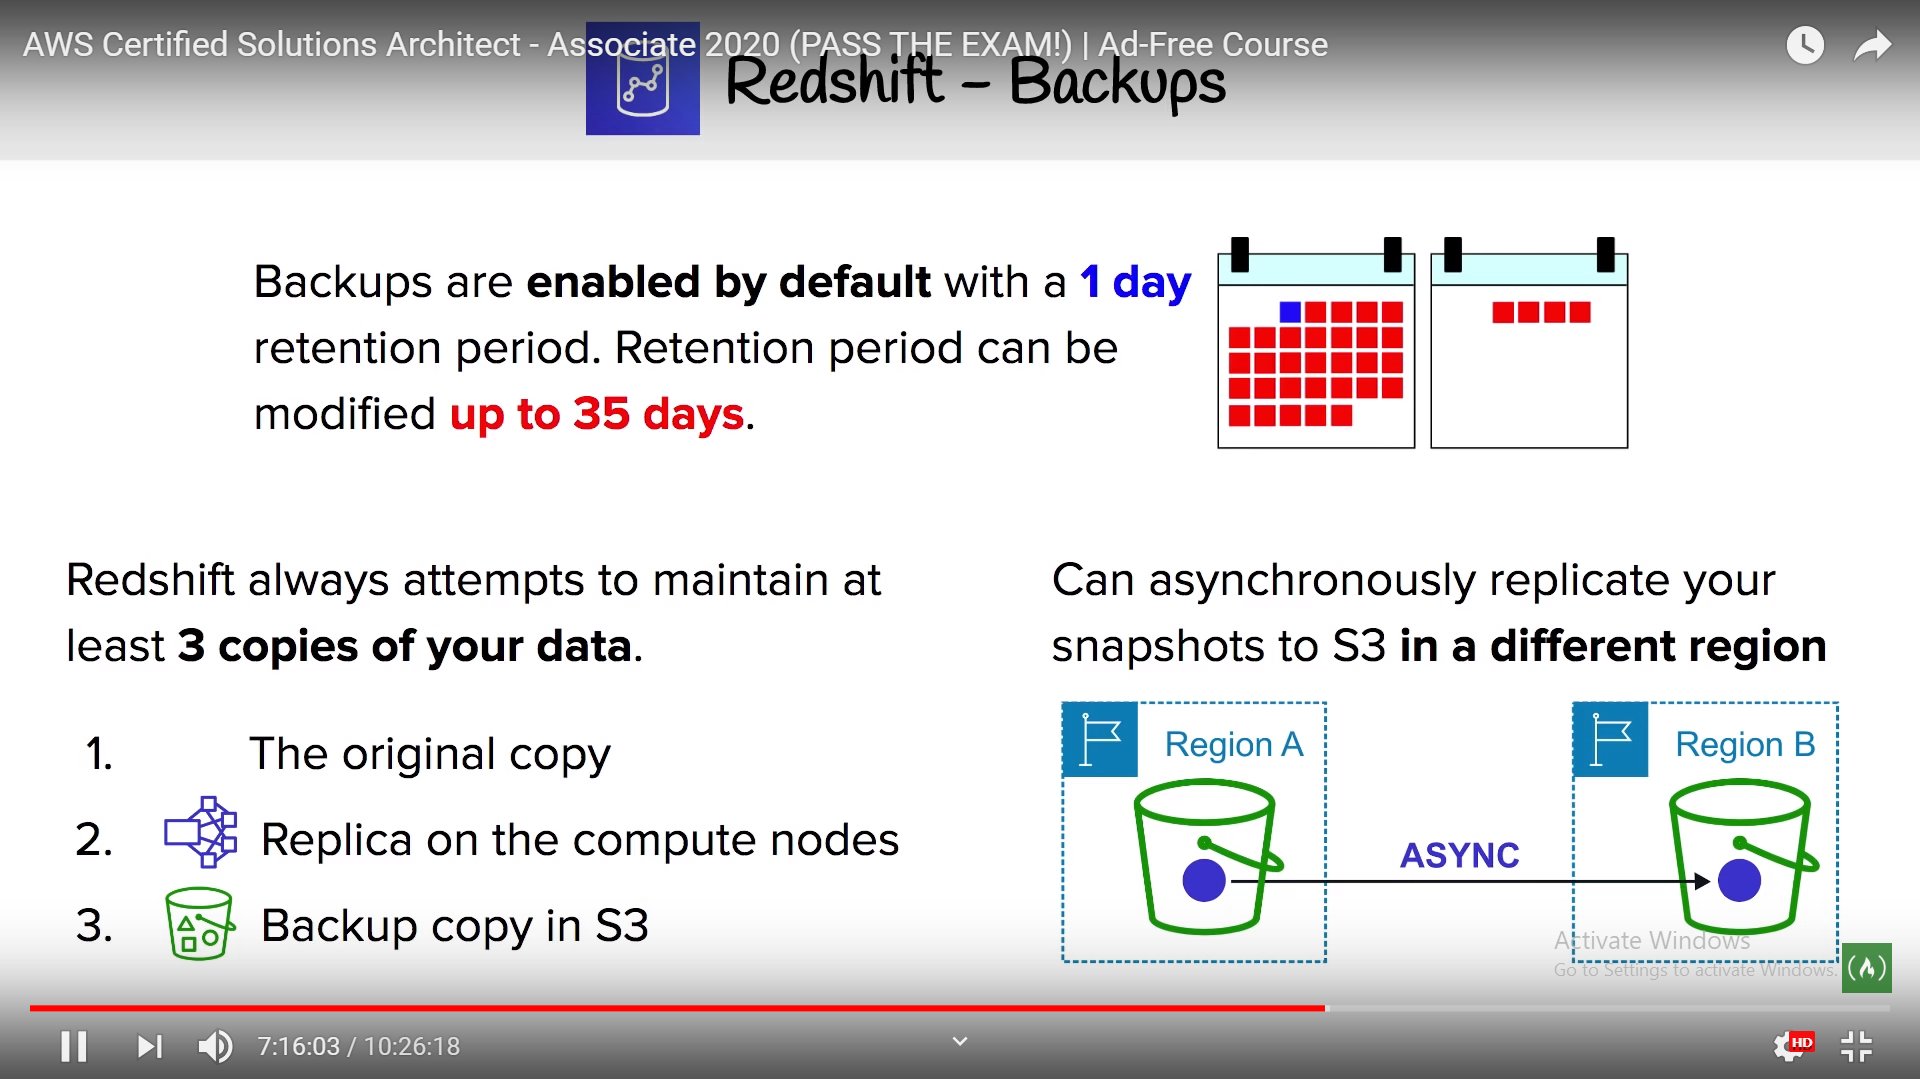 AWS Certified Solutions Architect - Associate 2020 (PASS THE EXAM!) | Ad-Free Course
Redshift – Backups
Backups are enabled by default with a 1 day
retention period. Retention period can be
modified up to 35 days.
Redshift always attempts to maintain at
least 3 copies of your data.
1. The original copy
2. Replica on the compute nodes
3. Backup copy in S3
Can asynchronously replicate your
snapshots to S3 in a different region
Region A
Region B
ASYNC
Activate Windows
Go to Settings to activate Windows.
7:16:03 / 10:26:18
HD